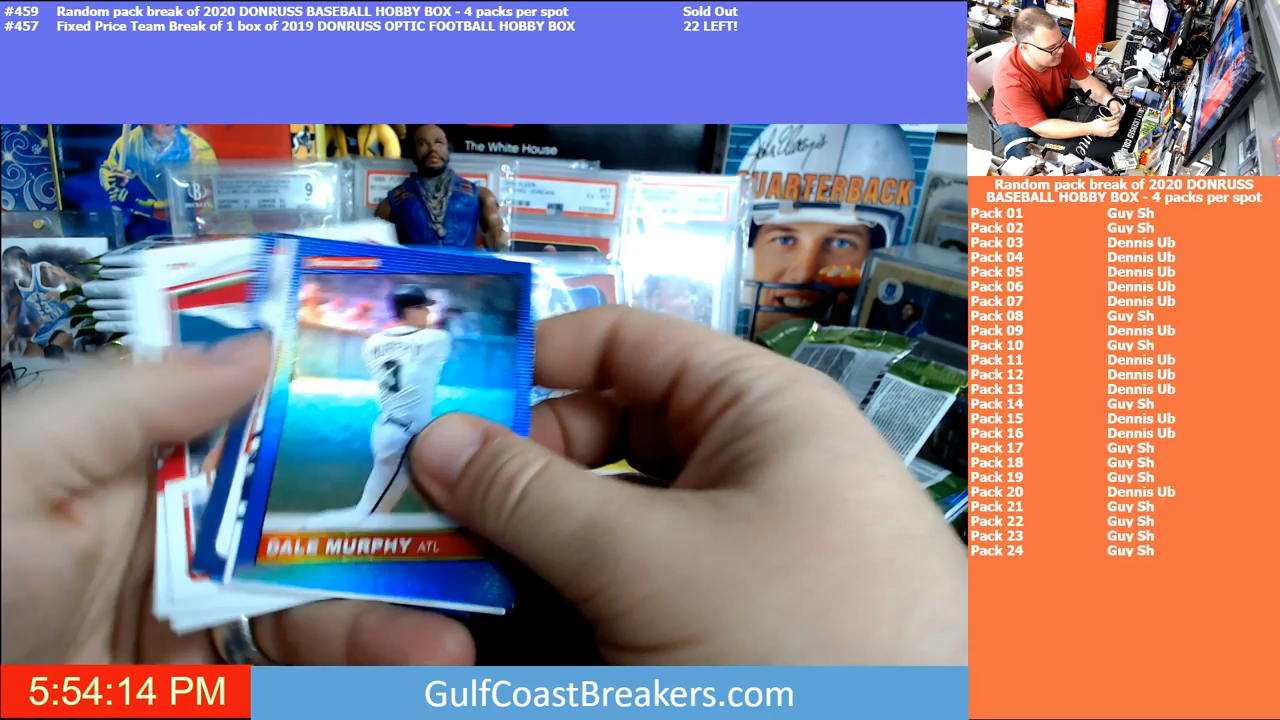 #459 Random pack break of 2020 DONRUSS BASEBALL HOBBY BOX - 4 packs per spot Sold Out
#457 Fixed Price Team Break of 1 box of 2019 DONRUSS OPTIC FOOTBALL HOBBY BOX 22 LEFT!
The White House
QUARTERBACK
9
DALE MURPHY ATL
Random pack break of 2020 DONRUSS
BASEBALL HOBBY BOX - 4 packs per spot
Pack 01 Guy Sh
Pack 02 Guy Sh
Pack 03 Dennis Ub
Pack 04 Dennis Ub
Pack 05 Dennis Ub
Pack 06 Dennis Ub
Pack 07 Dennis Ub
Pack 08 Guy Sh
Pack 09 Dennis Ub
Pack 10 Guy Sh
Pack 11 Dennis Ub
Pack 12 Dennis Ub
Pack 13 Dennis Ub
Pack 14 Guy Sh
Pack 15 Dennis Ub
Pack 16 Dennis Ub
Pack 17 Guy Sh
Pack 18 Guy Sh
Pack 19 Guy Sh
Pack 20 Dennis Ub
Pack 21 Guy Sh
Pack 22 Guy Sh
Pack 23 Guy Sh
Pack 24 Guy Sh
5:54:14 PM
GulfCoastBreakers.com